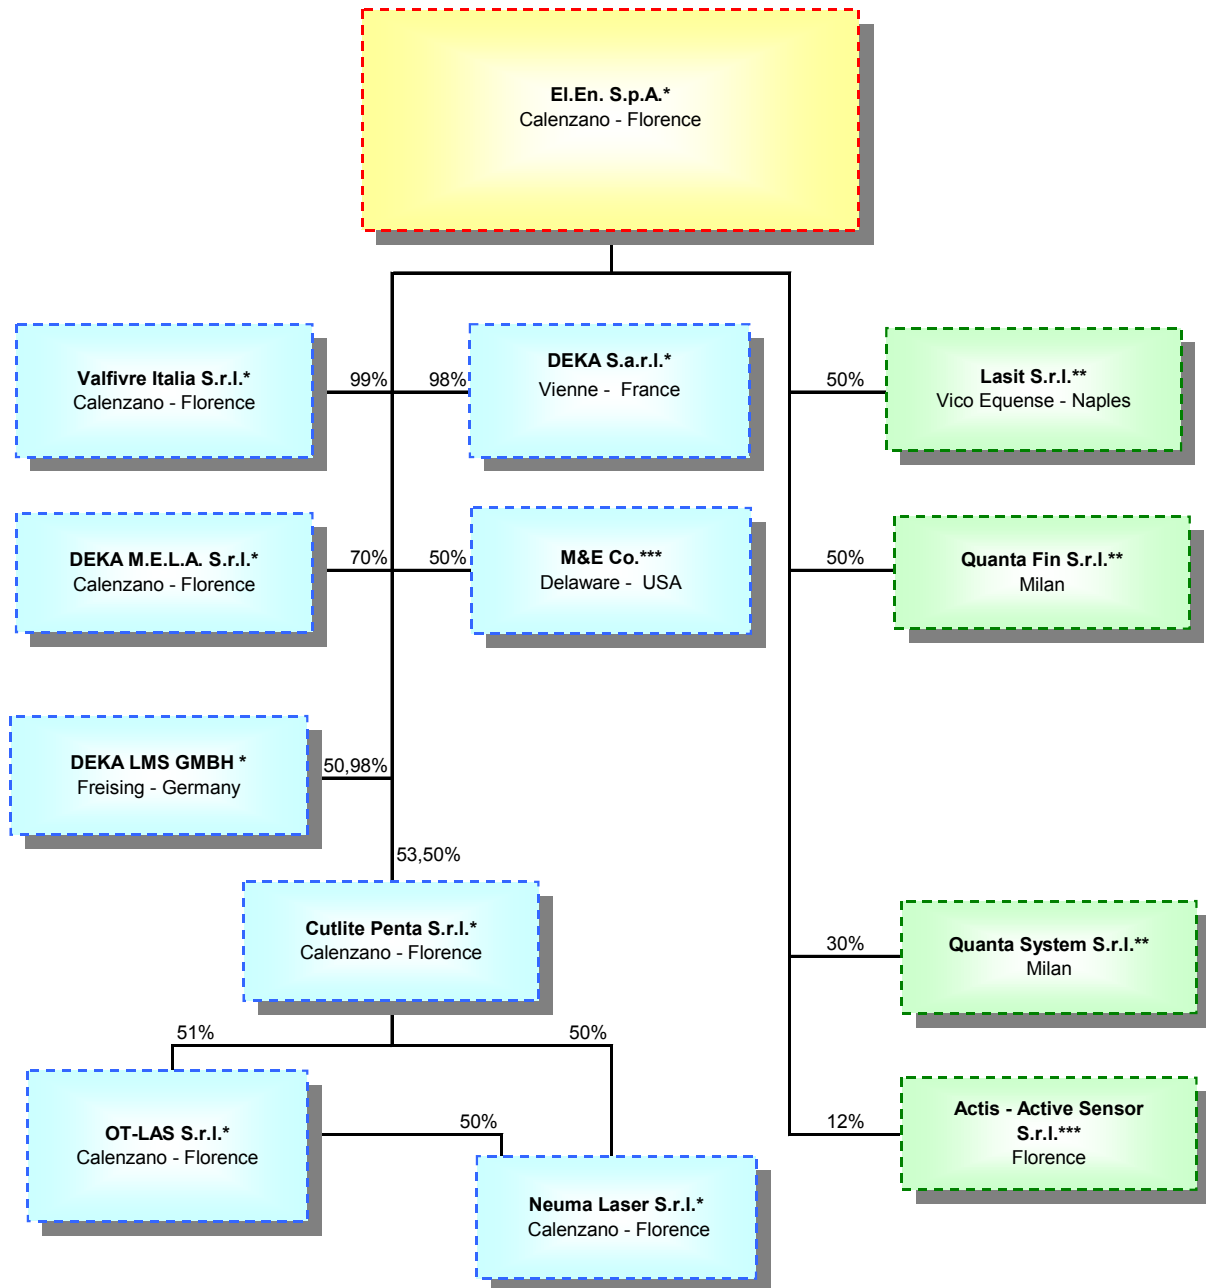 El.En. S.p.A.*
Calenzano - Florence
Valfivre Italia S.r.l.*
Calenzano - Florence
99%
98%
DEKA S.a.r.l.*
Vienne - France
50%
Lasit S.r.l.**
Vico Equense - Naples
DEKA M.E.L.A. S.r.l.*
Calenzano - Florence
70%
50%
M&E Co.***
Delaware - USA
50%
Quanta Fin S.r.l.**
Milan
DEKA LMS GMBH *
Freising - Germany
50,98%
53,50%
Cutlite Penta S.r.l.*
Calenzano - Florence
30%
Quanta System S.r.l.**
Milan
51%
50%
OT-LAS S.r.l.*
Calenzano - Florence
50%
Neuma Laser S.r.l.*
Calenzano - Florence
12%
Actis - Active Sensor
S.r.l.***
Florence